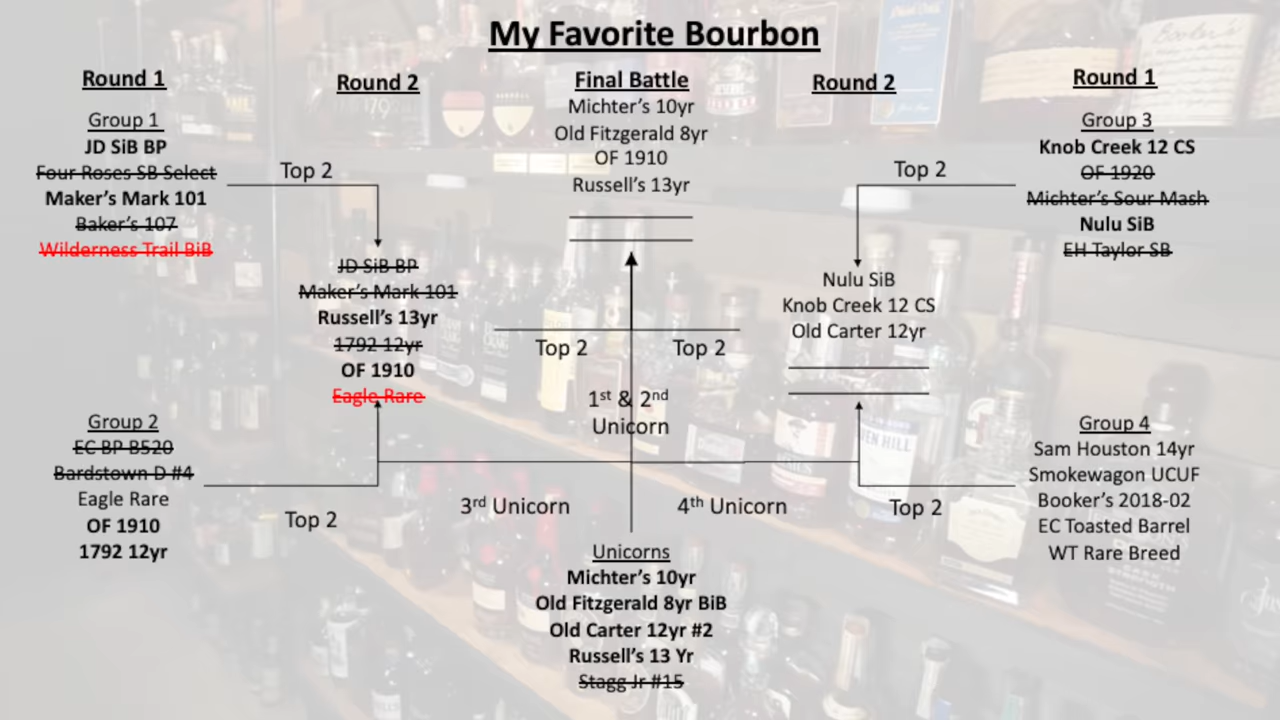 My Favorite Bourbon
Round 1
Group 1
JD SiB BP
Four Roses SB Select
Maker's Mark 101
Baker's 107
Wilderness Trail BiB
Top 2
Group 2
EC BP B520
Bardstown D #4
Eagle Rare
OF 1910
1792 12yr
Top 2
Round 2
JD SiB BP
Maker's Mark 101
Russell's 13yr
1792 12yr
OF 1910
Eagle Rare
Final Battle
Michter's 10yr
Old Fitzgerald 8yr
OF 1910
Russell's 13yr
Top 2
Top 2
1st & 2nd
Unicorn
3rd Unicorn
4th Unicorn
Unicorns
Michter's 10yr
Old Fitzgerald 8yr BiB
Old Carter 12yr #2
Russell's 13 Yr
Stagg Jr #15
Round 2
Nulu SiB
Knob Creek 12 CS
Old Carter 12yr
Round 1
Group 3
Knob Creek 12 CS
OF 1920
Michter's Sour Mash
Nulu SiB
EH Taylor SB
Top 2
Group 4
Sam Houston 14yr
Smokewagon UCUF
Booker's 2018-02
EC Toasted Barrel
WT Rare Breed
Top 2